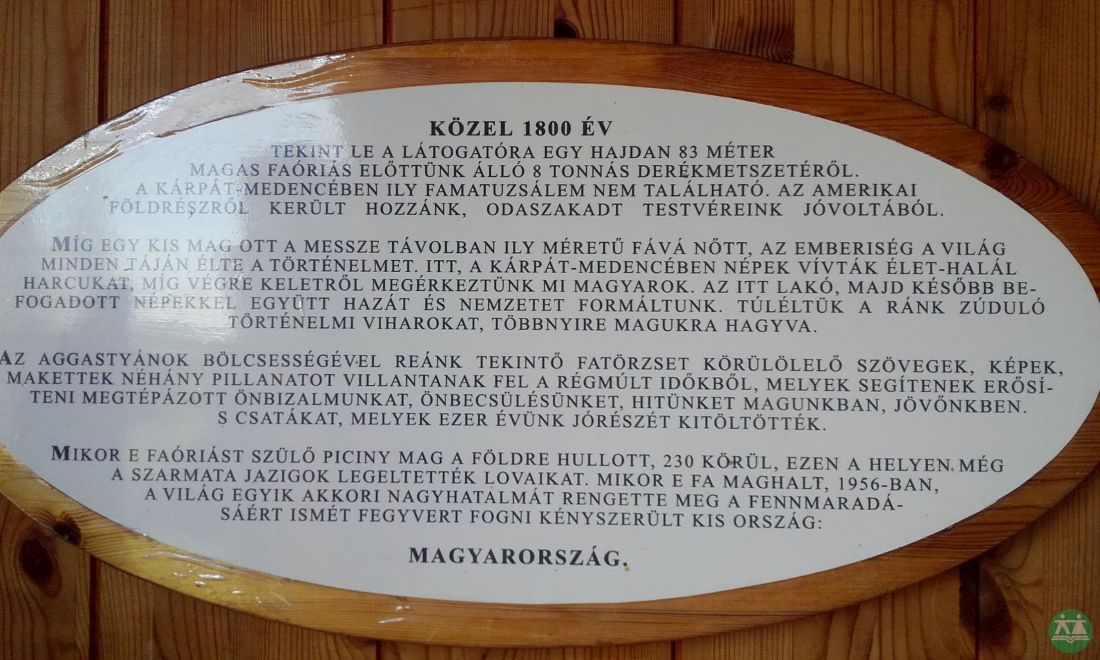 KÖZEL 1800 ÉV
TEKINT LE A LÁTOGATÓRA EGY HAJDAN 83 MÉTER
MAGAS FAÓRIÁS ELŐTTÜNK ÁLLÓ 8 TONNÁS DERÉKMETSZETÉRŐL.
A KÁRPÁT-MEDENCÉBEN ILY FAMATUZSÁLEM NEM TALÁLHATÓ. AZ AMERIKAI
FÖLDRÉSZRŐL KERÜLT HOZZÁNK, ODASZAKADT TESTVÉREINK JÓVOLTÁBÓL.
MÍG EGY KIS MAG OTT A MESSZE TÁVOLBAN ILY MÉRETŰ FÁVÁ NŐTT, AZ EMBERISÉG A VILÁG
MINDEN TÁJÁN ÉLTE A TÖRTÉNELMET. ITT, A KÁRPÁT-MEDENCÉBEN NÉPEK VÍVTÁK ÉLET-HALÁL
HARCUKAT, MÍG VÉGRE KELETRŐL MEGÉRKEZTÜNK MI MAGYAROK. AZ ITT LAKÓ, MAJD KÉSŐBB BE-
FOGADOTT NÉPEKKEL EGYÜTT HAZÁT ÉS NEMZETET FORMÁLTUNK. TÚLÉLTÜK A RÁNK ZÚDULÓ
TÖRTÉNELMI VIHAROKAT, TÖBBNYIRE MAGUKRA HAGYVA.
AZ AGGASTYÁNOK BÖLCSESSÉGÉVEL REÁNK TEKINTŐ FATÖRZSET KÖRÜLÖLELŐ SZÖVEGEK, KÉPEK,
MAKETTEK NÉHÁNY PILLANATOT VILLANTANAK FEL A RÉGMÚLT IDŐKBŐL, MELYEK SEGÍTENEK ERŐSÍ-
TENI MEGTÉPÁZOTT ÖNBIZALMUNKAT, ÖNBECSÜLÉSÜNKET, HITÜNKET MAGUNKBAN, JÖVŐNKBEN.
S CSATÁKAT, MELYEK EZER ÉVÜNK JÓRÉSZÉT KITÖLTÖTTÉK.
MIKOR E FAÓRIÁST SZÜLŐ PICINY MAG A FÖLDRE HULLOTT, 230 KÖRÜL, EZEN A HELYEN MÉG
A SZARMATA JAZIGOK LEGELTETTÉK LOVAIKAT. MIKOR E FA MAGHALT, 1956-BAN,
A VILÁG EGYIK AKKORI NAGYHATALMÁT RENGETTE MEG A FENNMARADÁ-
SÁÉRT ISMÉT FEGYVERT FOGNI KÉNYSZERÜLT KIS ORSZÁG:
MAGYARORSZÁG.